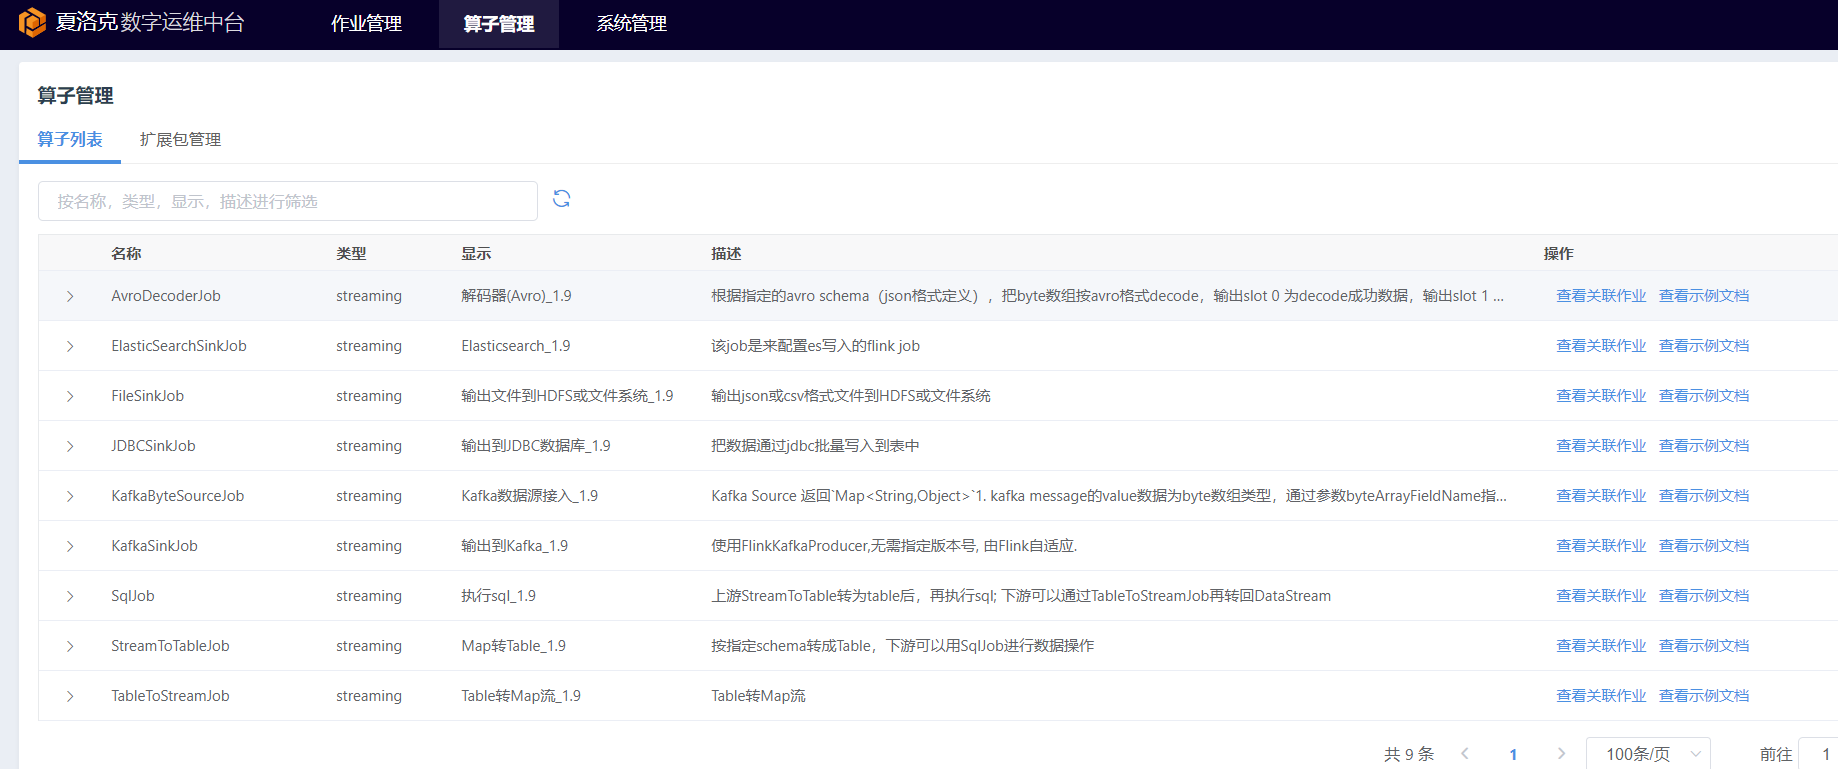 夏洛克数字运维中台 作业管理 算子管理 系统管理
算子管理
算子列表 扩展包管理
按名称，类型，显示，描述进行筛选
名称 类型 显示 描述 操作
AvroDecoderJob streaming 解码器(Avro)_1.9 根据指定的avro schema（json格式定义），把byte数组按avro格式decode，输出slot 0 为decode成功数据，输出slot 1 ... 查看关联作业 查看示例文档
ElasticSearchSinkJob streaming Elasticsearch_1.9 该job是来配置es写入的flink job 查看关联作业 查看示例文档
FileSinkJob streaming 输出文件到HDFS或文件系统_1.9 输出json或csv格式文件到HDFS或文件系统 查看关联作业 查看示例文档
JDBCSinkJob streaming 输出到JDBC数据库_1.9 把数据通过jdbc批量写入到表中 查看关联作业 查看示例文档
KafkaByteSourceJob streaming Kafka数据源接入_1.9 Kafka Source 返回`Map<String,Object>`1. kafka message的value数据为byte数组类型，通过参数byteArrayFieldName指... 查看关联作业 查看示例文档
KafkaSinkJob streaming 输出到Kafka_1.9 使用FlinkKafkaProducer,无需指定版本号, 由Flink自适应. 查看关联作业 查看示例文档
SqlJob streaming 执行sql_1.9 上游StreamToTable转为table后，再执行sql; 下游可以通过TableToStreamJob再转回DataStream 查看关联作业 查看示例文档
StreamToTableJob streaming Map转Table_1.9 按指定schema转成Table，下游可以用SqlJob进行数据操作 查看关联作业 查看示例文档
TableToStreamJob streaming Table转Map流_1.9 Table转Map流 查看关联作业 查看示例文档
共 9 条 1 100条/页 前往 1